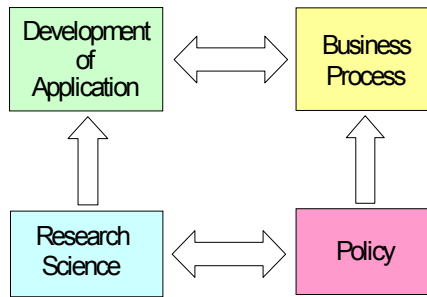 Development
of
Application
Business
Process
Research
Science
Policy